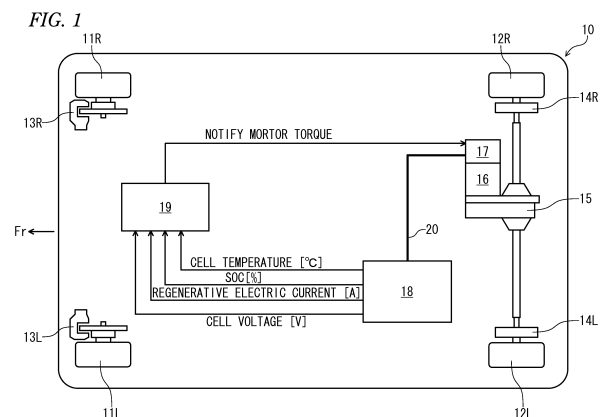 FIG. 1
11R
12R
10
13R
14R
NOTIFY MORTOR TORQUE
17
16
15
19
Fr
20
CELL TEMPERATURE [℃]
SOC[%]
REGENERATIVE ELECTRIC CURRENT [A]
18
CELL VOLTAGE [V]
13L
14L
11L
12L